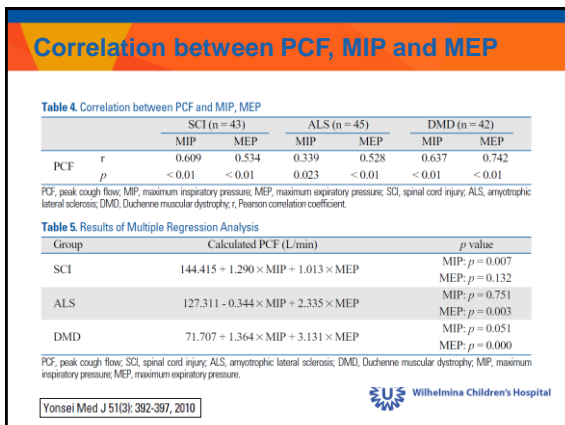 Correlation between PCF, MIP and MEP
Table 4. Correlation between PCF and MIP, MEP
SCI (n = 43) ALS (n = 45) DMD (n = 42)
MIP MEP MIP MEP MIP MEP
PCF r 0.609 0.534 0.339 0.528 0.637 0.742
p < 0.01 < 0.01 0.023 < 0.01 < 0.01 < 0.01
PCF, peak cough flow; MIP, maximum inspiratory pressure; MEP, maximum expiratory pressure; SCI, spinal cord injury; ALS, amyotrophic
lateral sclerosis; DMD, Duchenne muscular dystrophy; r, Pearson correlation coefficient.
Table 5. Results of Multiple Regression Analysis
Group Calculated PCF (L/min) p value
SCI 144.415 + 1.290 × MIP + 1.013 × MEP MIP: p = 0.007
MEP: p = 0.132
ALS 127.311 - 0.344 × MIP + 2.335 × MEP MIP: p = 0.751
MEP: p = 0.003
DMD 71.707 + 1.364 × MIP + 3.131 × MEP MIP: p = 0.051
MEP: p = 0.000
PCF, peak cough flow; SCI, spinal cord injury; ALS, amyotrophic lateral sclerosis; DMD, Duchenne muscular dystrophy; MIP, maximum
inspiratory pressure; MEP, maximum expiratory pressure.
Wilhelmina Children's Hospital
Yonsei Med J 51(3): 392-397, 2010